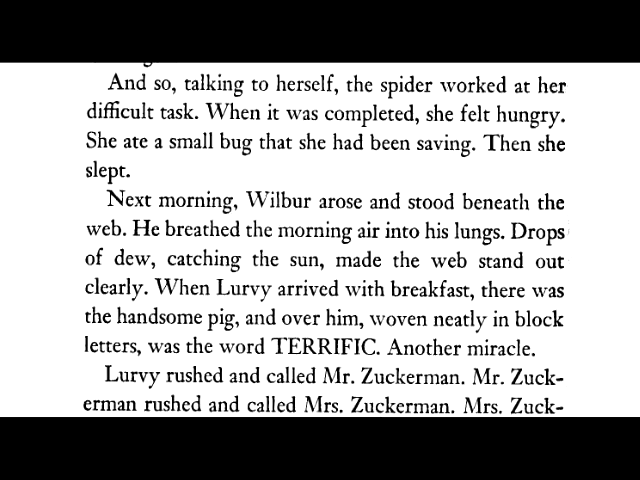 And so, talking to herself, the spider worked at her
difficult task. When it was completed, she felt hungry.
She ate a small bug that she had been saving. Then she
slept.
Next morning, Wilbur arose and stood beneath the
web. He breathed the morning air into his lungs. Drops
of dew, catching the sun, made the web stand out
clearly. When Lurvy arrived with breakfast, there was
the handsome pig, and over him, woven neatly in block
letters, was the word TERRIFIC. Another miracle.
Lurvy rushed and called Mr. Zuckerman. Mr. Zuck-
erman rushed and called Mrs. Zuckerman. Mrs. Zuck-